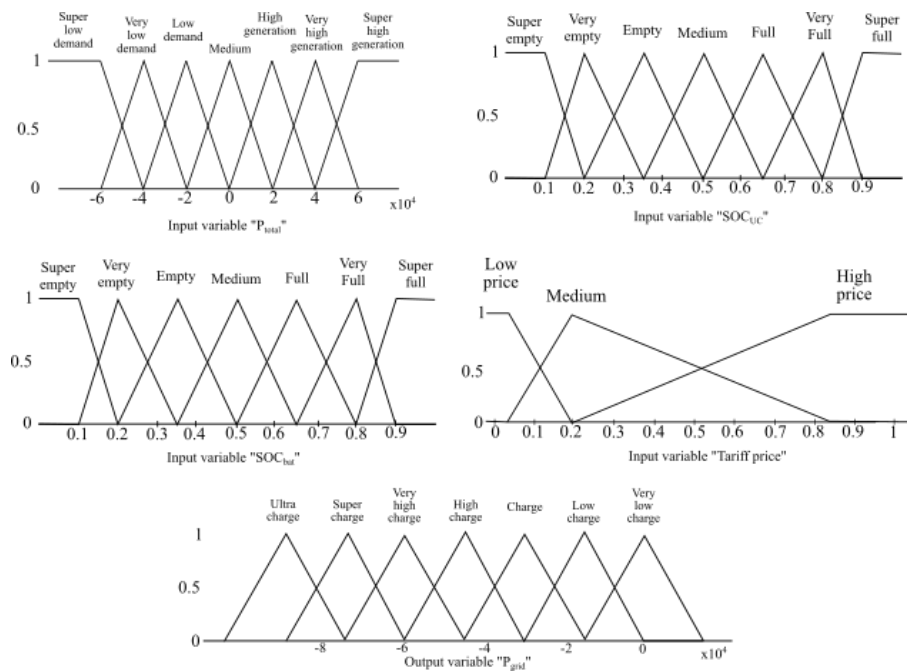 Super
low
demand
Very
low
demand
Low
demand
Medium
High
generation
Very
high
generation
Super
high
generation
1
0.5
0
-6
-4
-2
0
2
4
6
x10⁴
Input variable "P_total"
Super
empty
Very
empty
Empty
Medium
Full
Very
Full
Super
full
1
0.5
0
0.1
0.2
0.3
0.4
0.5
0.6
0.7
0.8
0.9
Input variable "SOC_UC"
Super
empty
Very
empty
Empty
Medium
Full
Very
Full
Super
full
1
0.5
0
0.1
0.2
0.3
0.4
0.5
0.6
0.7
0.8
0.9
Input variable "SOC_bat"
Low
price
Medium
High
price
1
0.5
0
0
0.1
0.2
0.3
0.4
0.5
0.6
0.7
0.8
0.9
1
Input variable "Tariff price"
Ultra
charge
Super
charge
Very
high
charge
High
charge
Charge
Low
charge
Very
low
charge
1
0.5
0
-8
-6
-4
-2
0
x10⁴
Output variable "P_grid"